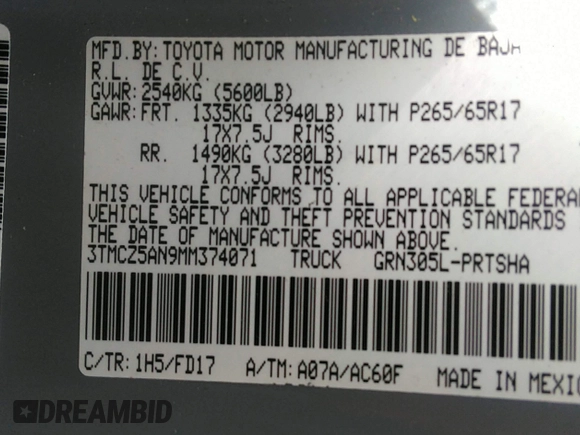 MFD. BY: TOYOTA MOTOR MANUFACTURING DE BAJA
R.L. DE C.V.
GVWR: 2540KG (5600LB)
GAWR: FRT. 1335KG (2940LB) WITH P265/65R17
17X7.5J RIMS.
RR. 1490KG (3280LB) WITH P265/65R17
17X7.5J RIMS.
THIS VEHICLE CONFORMS TO ALL APPLICABLE FEDERA
VEHICLE SAFETY AND THEFT PREVENTION STANDARDS
THE DATE OF MANUFACTURE SHOWN ABOVE.
3TMCZ5AN9MM374071 TRUCK GRN305L-PRTSHA
C/TR: 1H5/FD17 A/TM: A07A/AC60F MADE IN MEXIC
DREAMBID